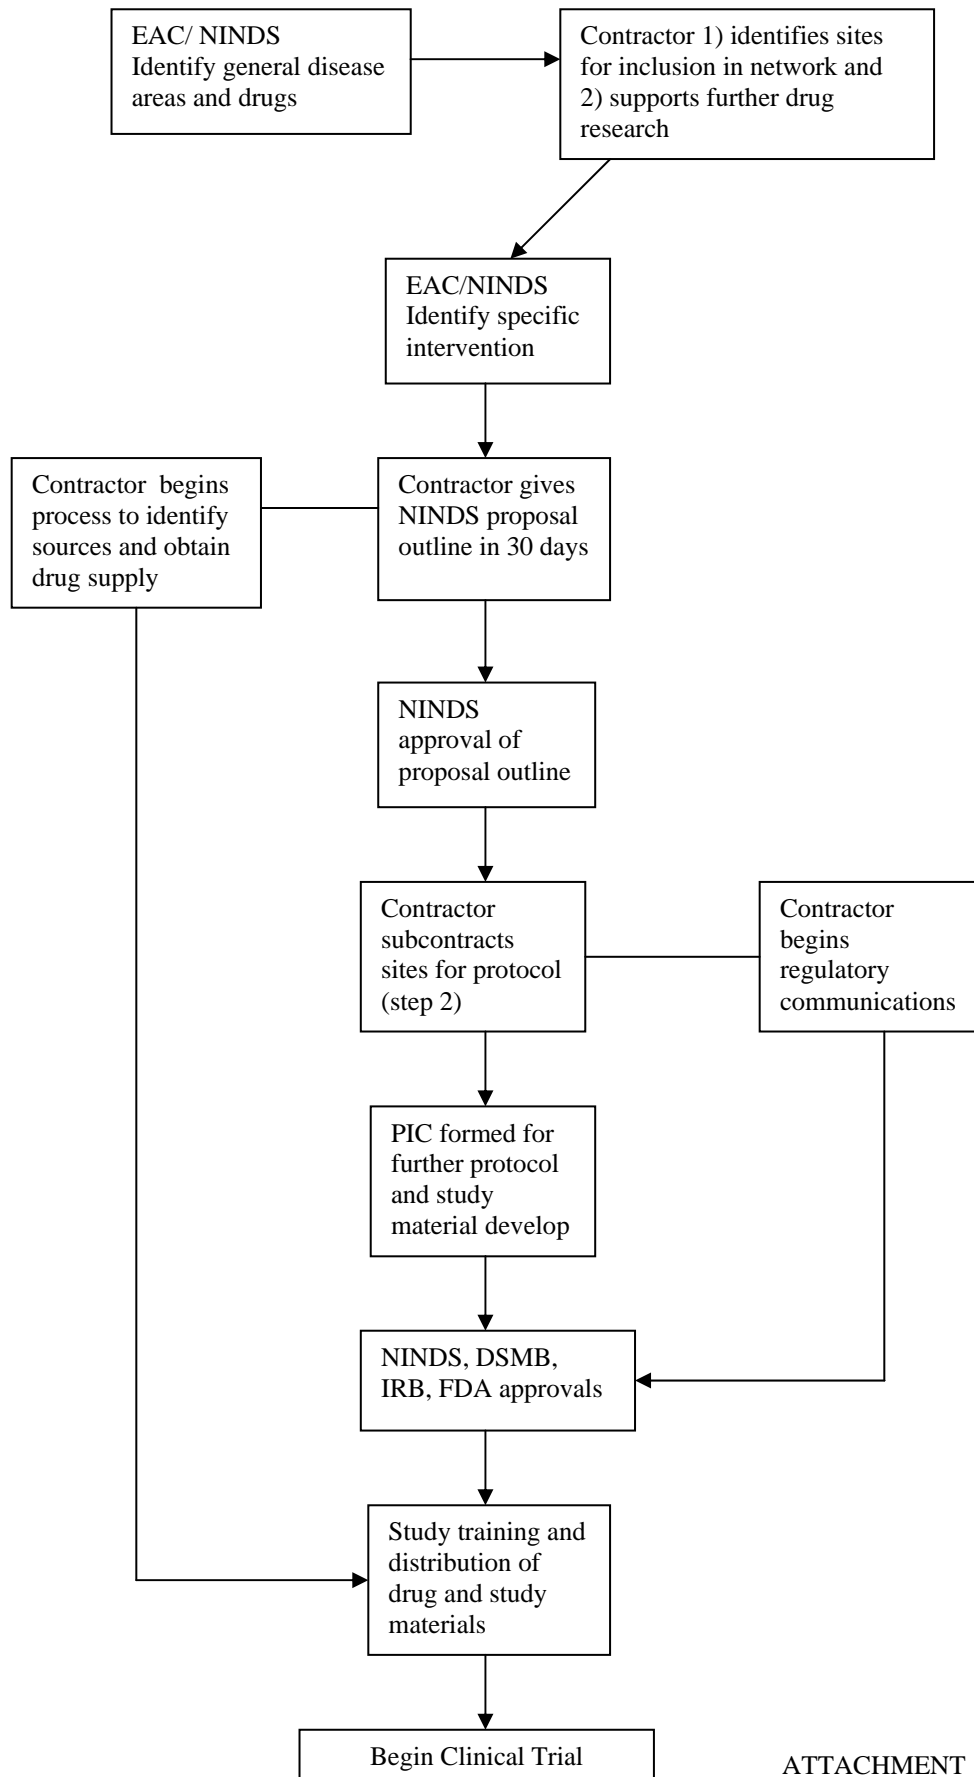 EAC/ NINDS
Identify general disease
areas and drugs
Contractor 1) identifies sites
for inclusion in network and
2) supports further drug
research
EAC/NINDS
Identify specific
intervention
Contractor  begins
process to identify
sources and obtain
drug supply
Contractor gives
NINDS proposal
outline in 30 days
NINDS
approval of
proposal outline
Contractor
subcontracts
sites for protocol
(step 2)
Contractor
begins
regulatory
communications
PIC formed for
further protocol
and study
material develop
NINDS, DSMB,
IRB, FDA approvals
Study training and
distribution of
drug and study
materials
Begin Clinical Trial
ATTACHMENT